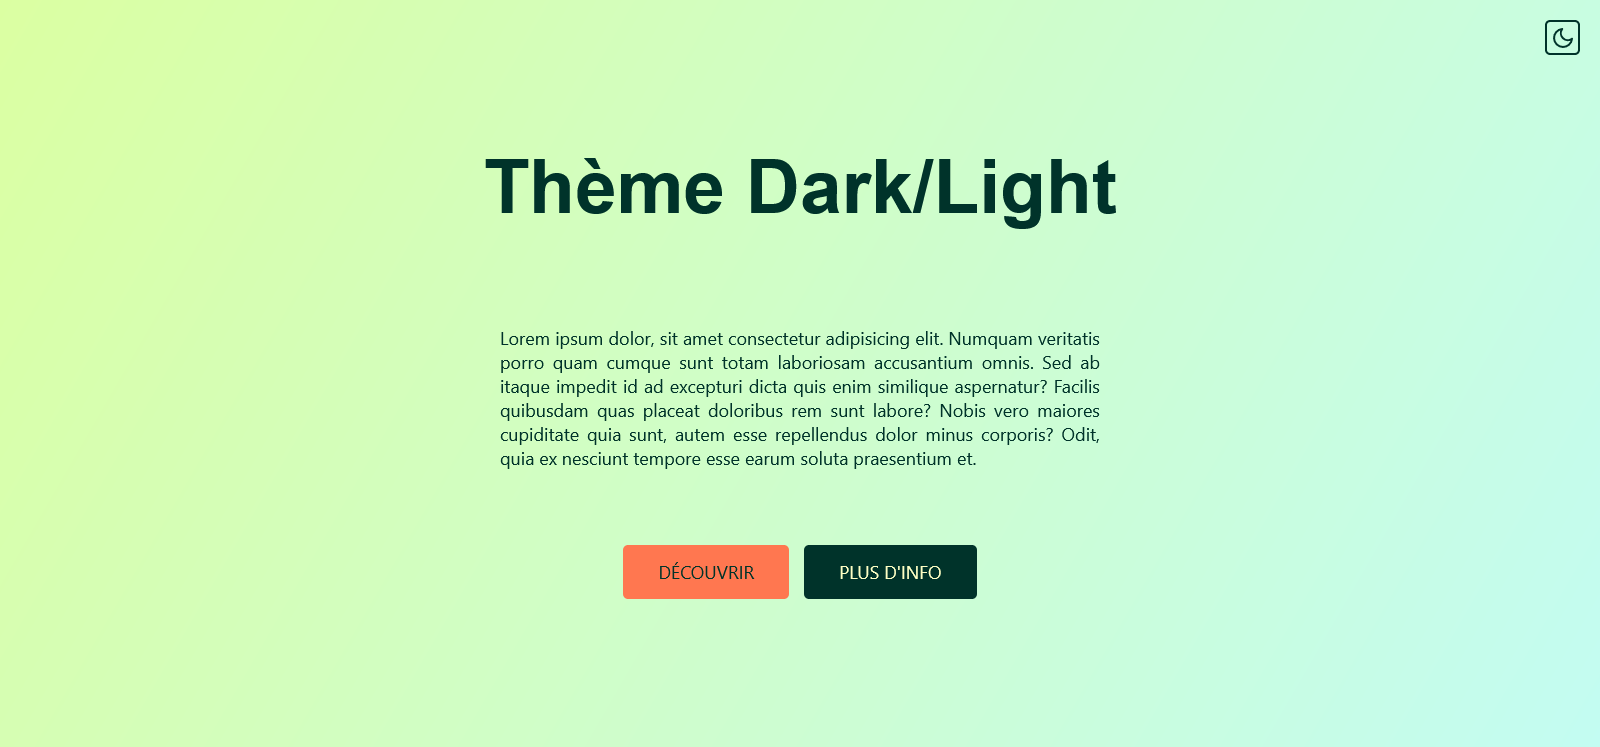 Thème Dark/Light
Lorem ipsum dolor, sit amet consectetur adipisicing elit. Numquam veritatis
porro quam cumque sunt totam laboriosam accusantium omnis. Sed ab
itaque impedit id ad excepturi dicta quis enim similique aspernatur? Facilis
quibusdam quas placeat doloribus rem sunt labore? Nobis vero maiores
cupiditate quia sunt, autem esse repellendus dolor minus corporis? Odit,
quia ex nesciunt tempore esse earum soluta praesentium et.
DÉCOUVRIR
PLUS D'INFO